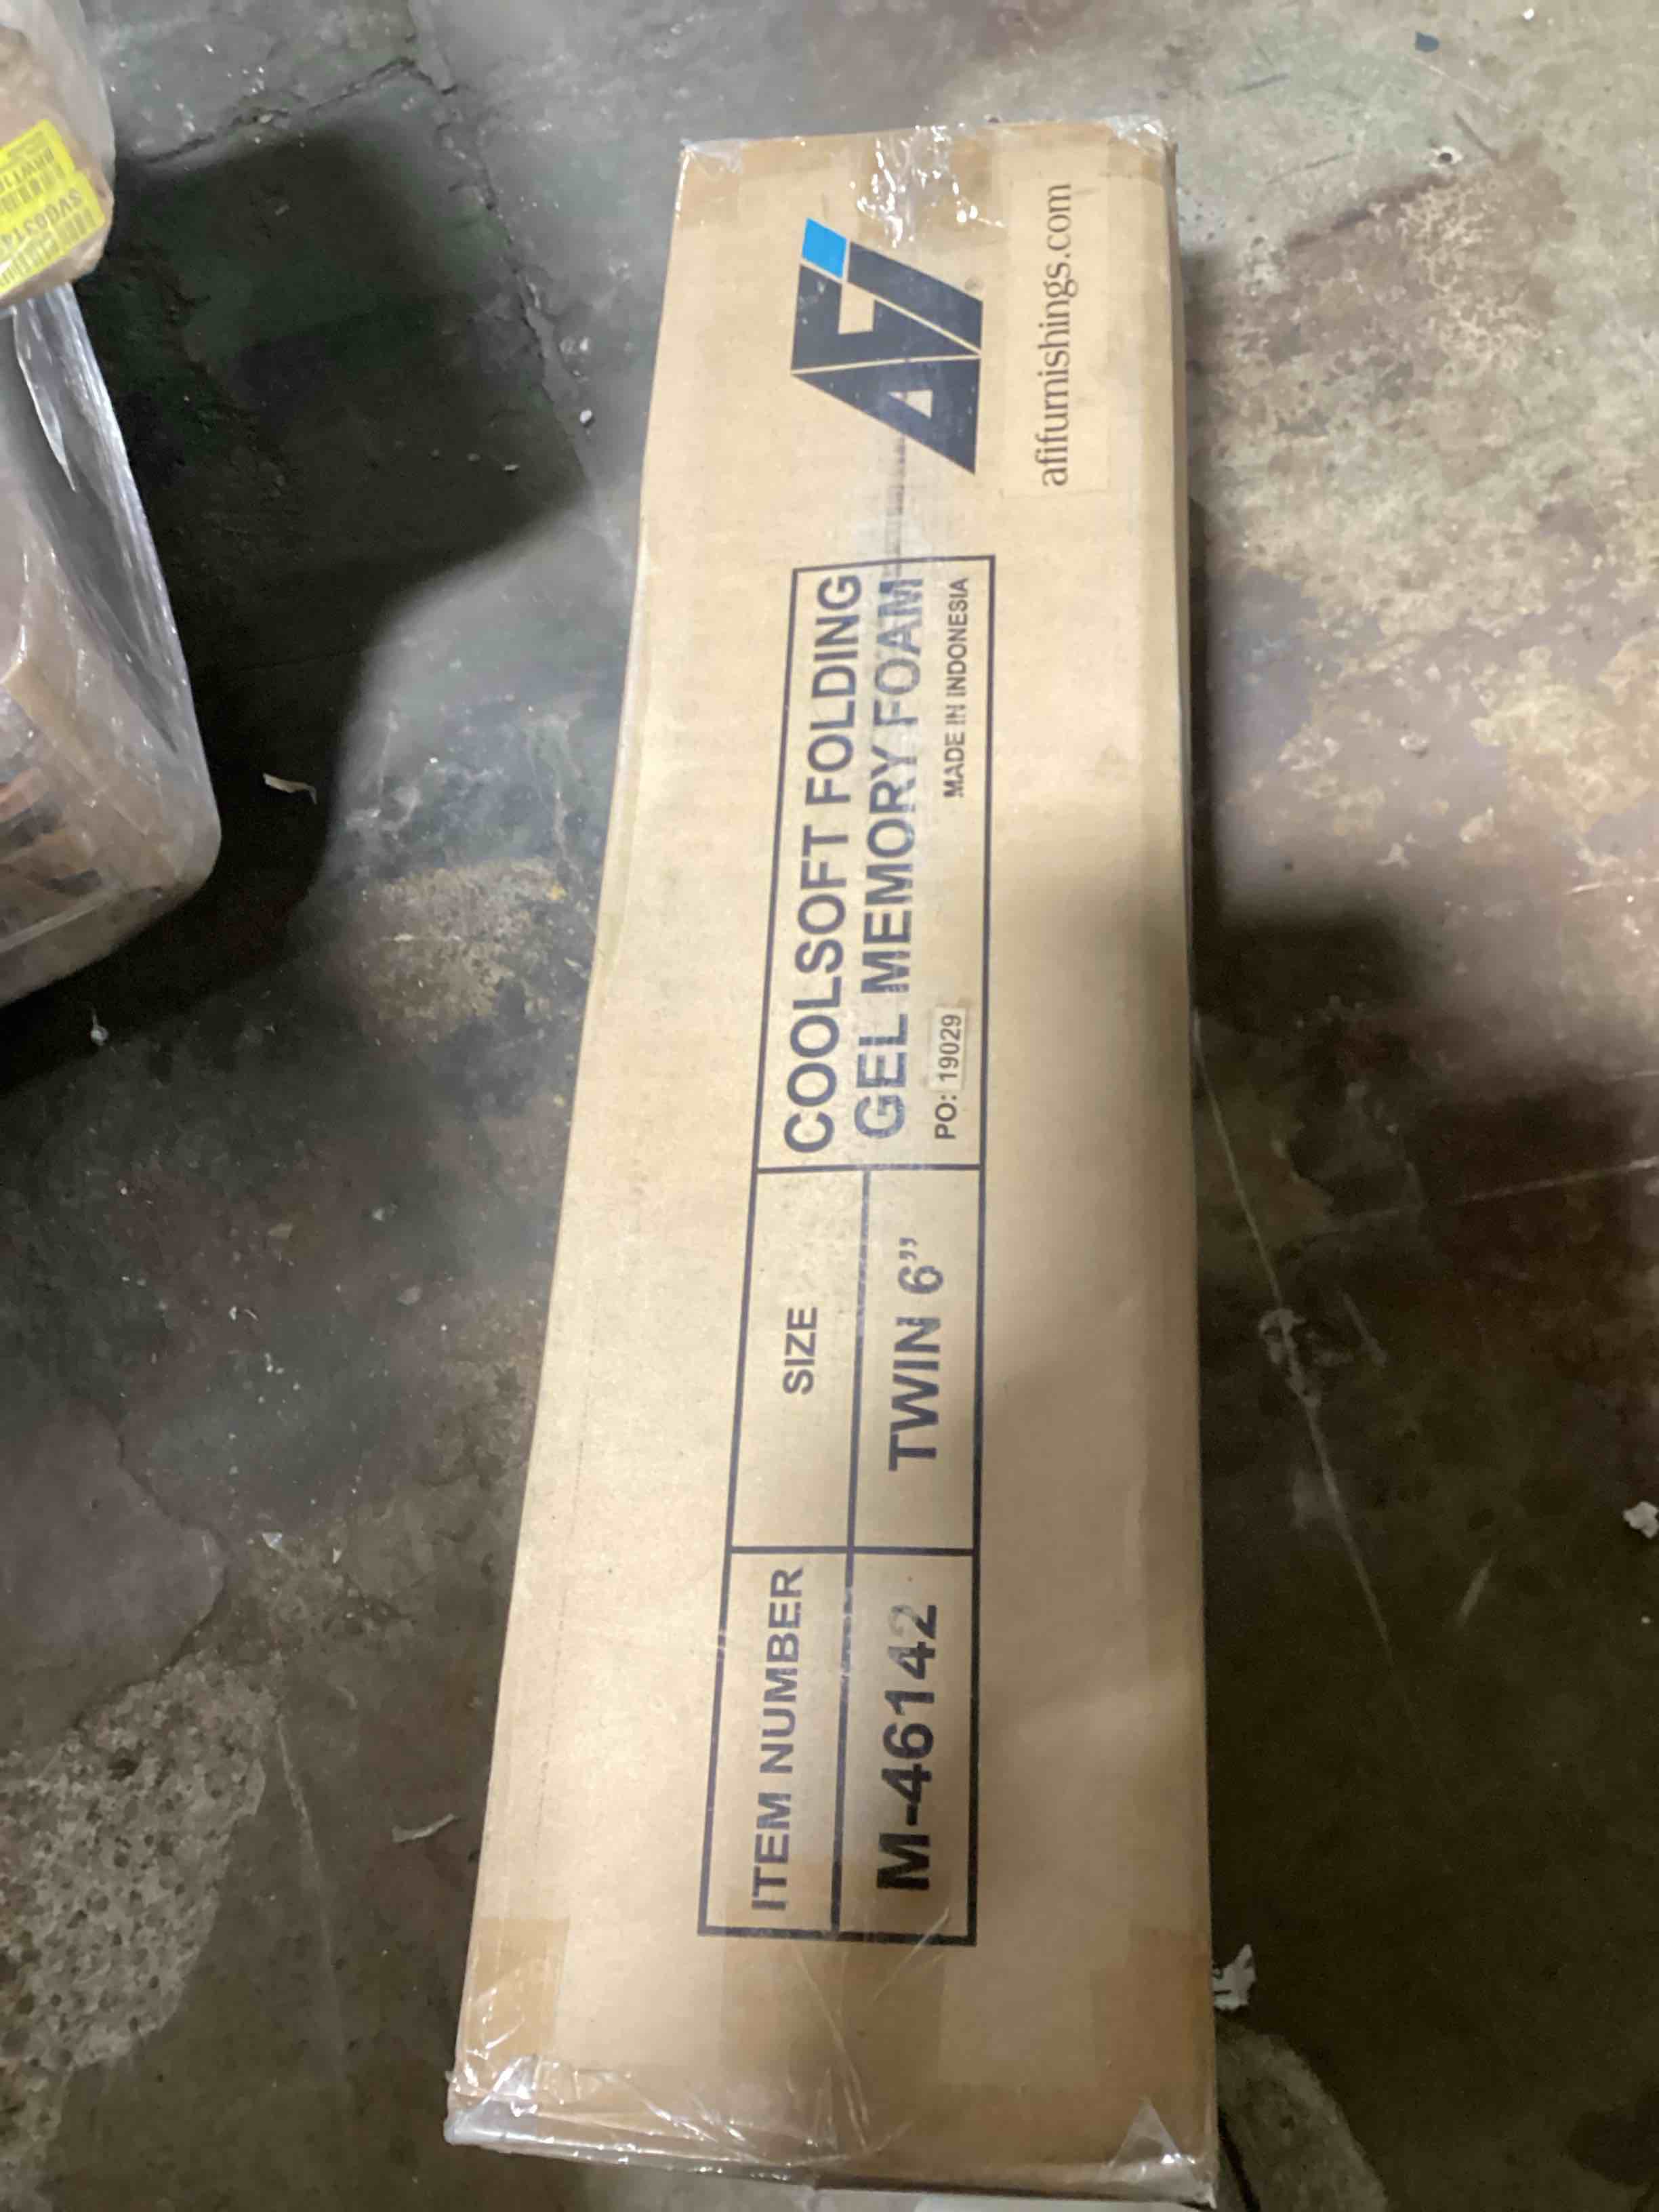 ITEM NUMBER
M-46142
SIZE
TWIN 6”
COOLSOFT FOLDING
GEL MEMORY FOAM
PO: 19029
MADE IN INDONESIA
AFI
afifurnishings.com